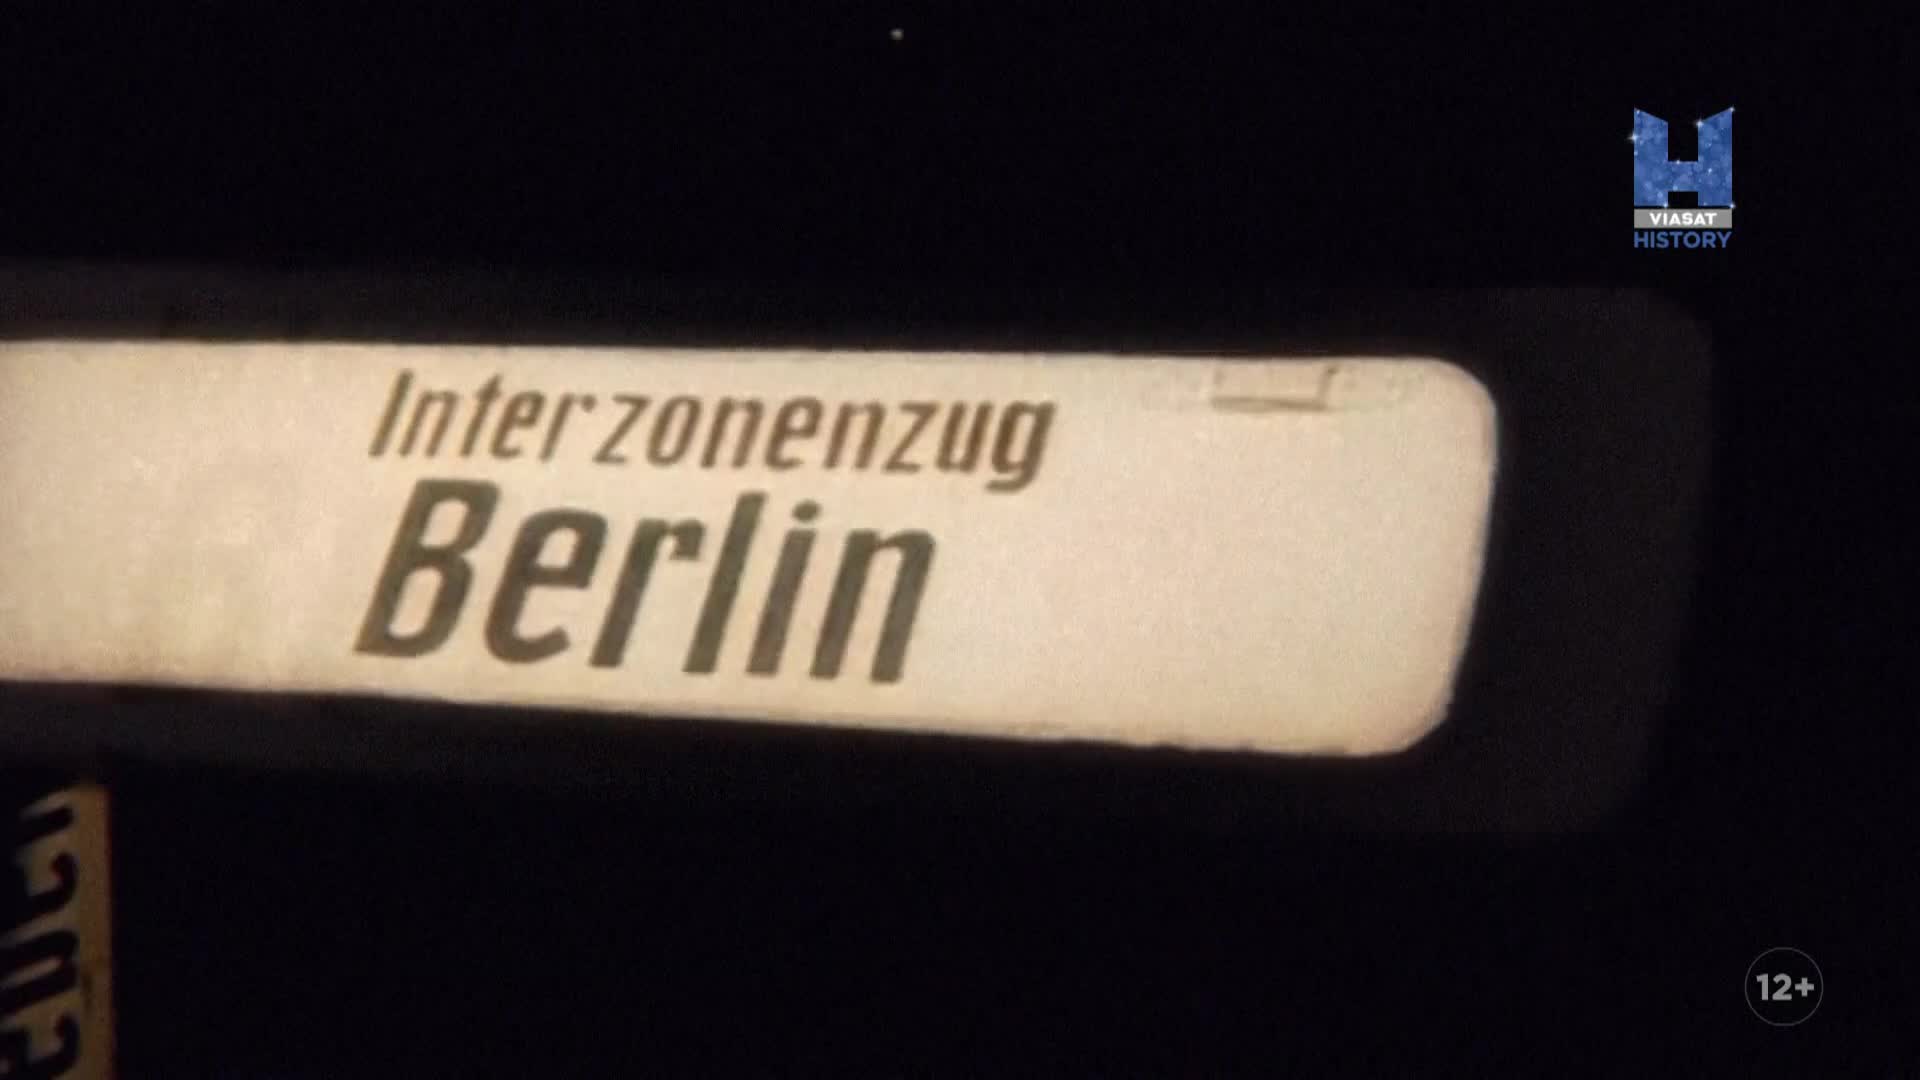 VIASAT
HISTORY
Interzonenzug
Berlin
12+